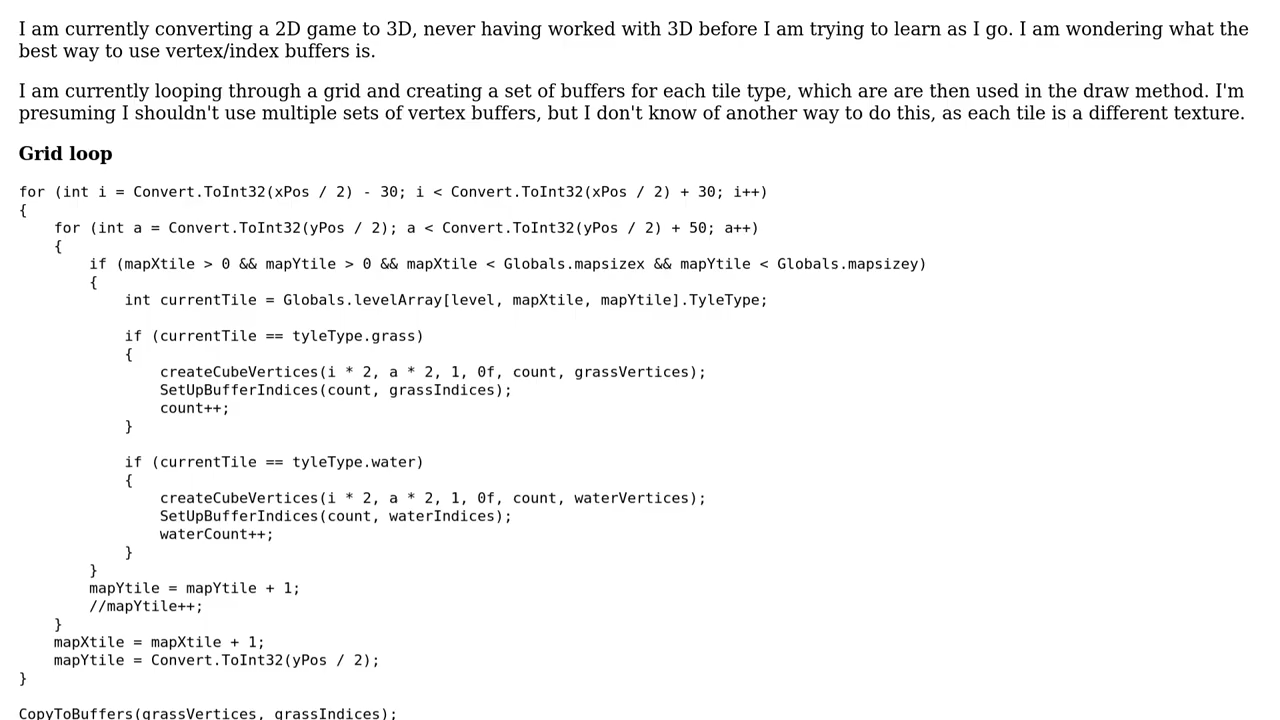 I am currently converting a 2D game to 3D, never having worked with 3D before I am trying to learn as I go. I am wondering what the
best way to use vertex/index buffers is.
I am currently looping through a grid and creating a set of buffers for each tile type, which are are then used in the draw method. I'm
presuming I shouldn't use multiple sets of vertex buffers, but I don't know of another way to do this, as each tile is a different texture.
Grid loop
for (int i = Convert.ToInt32(xPos / 2) - 30; i < Convert.ToInt32(xPos / 2) + 30; i++)
{
    for (int a = Convert.ToInt32(yPos / 2); a < Convert.ToInt32(yPos / 2) + 50; a++)
    {
        if (mapXtile > 0 && mapYtile > 0 && mapXtile < Globals.mapsizex && mapYtile < Globals.mapsizey)
        {
            int currentTile = Globals.levelArray[level, mapXtile, mapYtile].TyleType;
            if (currentTile == tyleType.grass)
            {
                createCubeVertices(i * 2, a * 2, 1, 0f, count, grassVertices);
                SetUpBufferIndices(count, grassIndices);
                count++;
            }
            if (currentTile == tyleType.water)
            {
                createCubeVertices(i * 2, a * 2, 1, 0f, count, waterVertices);
                SetUpBufferIndices(count, waterIndices);
                waterCount++;
            }
        }
        mapYtile = mapYtile + 1;
        //mapYtile++;
    }
    mapXtile = mapXtile + 1;
    mapYtile = Convert.ToInt32(yPos / 2);
}
CopyToBuffers(grassVertices, grassIndices);